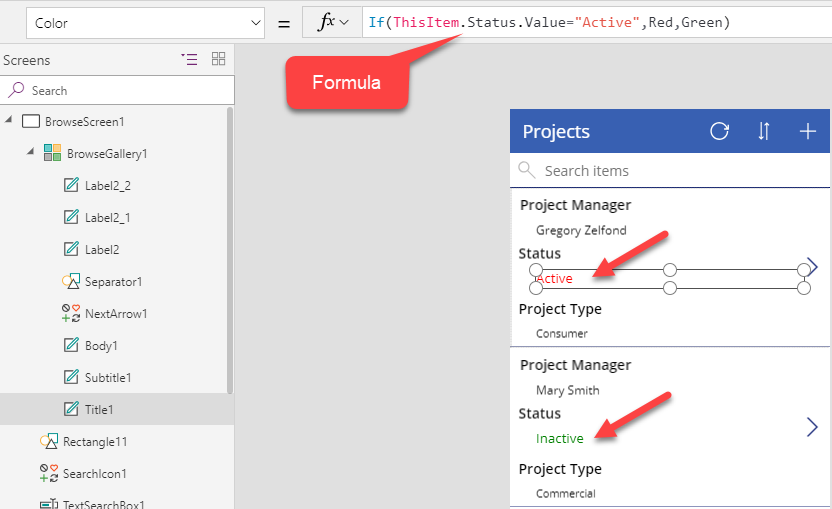 Color
=
fx
If(ThisItem.Status.Value="Active",Red,Green)
Screens
Formula
Search
BrowseScreen1
BrowseGallery1
Label2_2
Label2_1
Label2
Separator1
NextArrow1
Body1
Subtitle1
Title1
Rectangle11
SearchIcon1
TextSearchBox1
Projects
Search items
Project Manager
Gregory Zelfond
Status
Active
Project Type
Consumer
Project Manager
Mary Smith
Status
Inactive
Project Type
Commercial